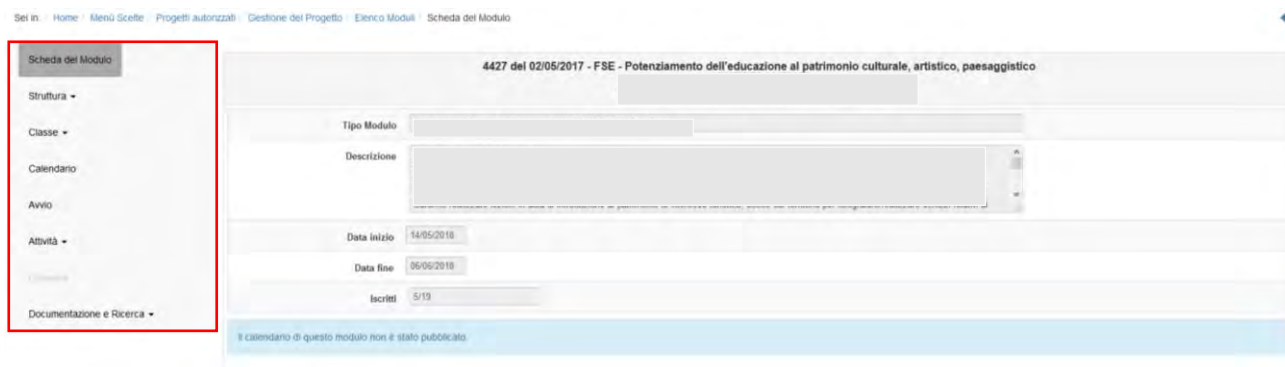 Sei in: Home / Menù Scelte / Progetti autorizzati / Gestione del Progetto / Elenco Moduli / Scheda del Modulo
Scheda del Modulo
Struttura
Classe
Calendario
Avvio
Attività
Documentazione e Ricerca
4427 del 02/05/2017 - FSE - Potenziamento dell'educazione al patrimonio culturale, artistico, paesaggistico
Tipo Modulo
Descrizione
Data inizio 14/05/2018
Data fine 06/06/2018
Iscritti 5/19
Il calendario di questo modulo non è stato pubblicato.